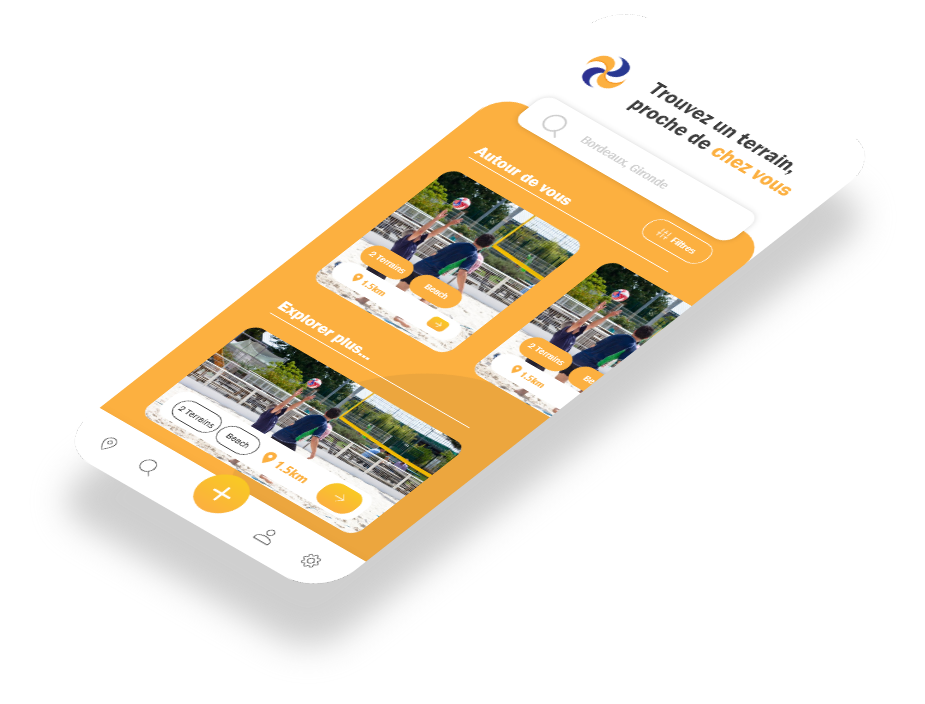 Trouvez un terrain,
proche de chez vous
Bordeaux, Gironde
Filtres
Autour de vous
2 Terrains
Beach
1.5km
2 Terrains
Be
1.5km
Explorer plus...
2 Terrains
Beach
1.5km